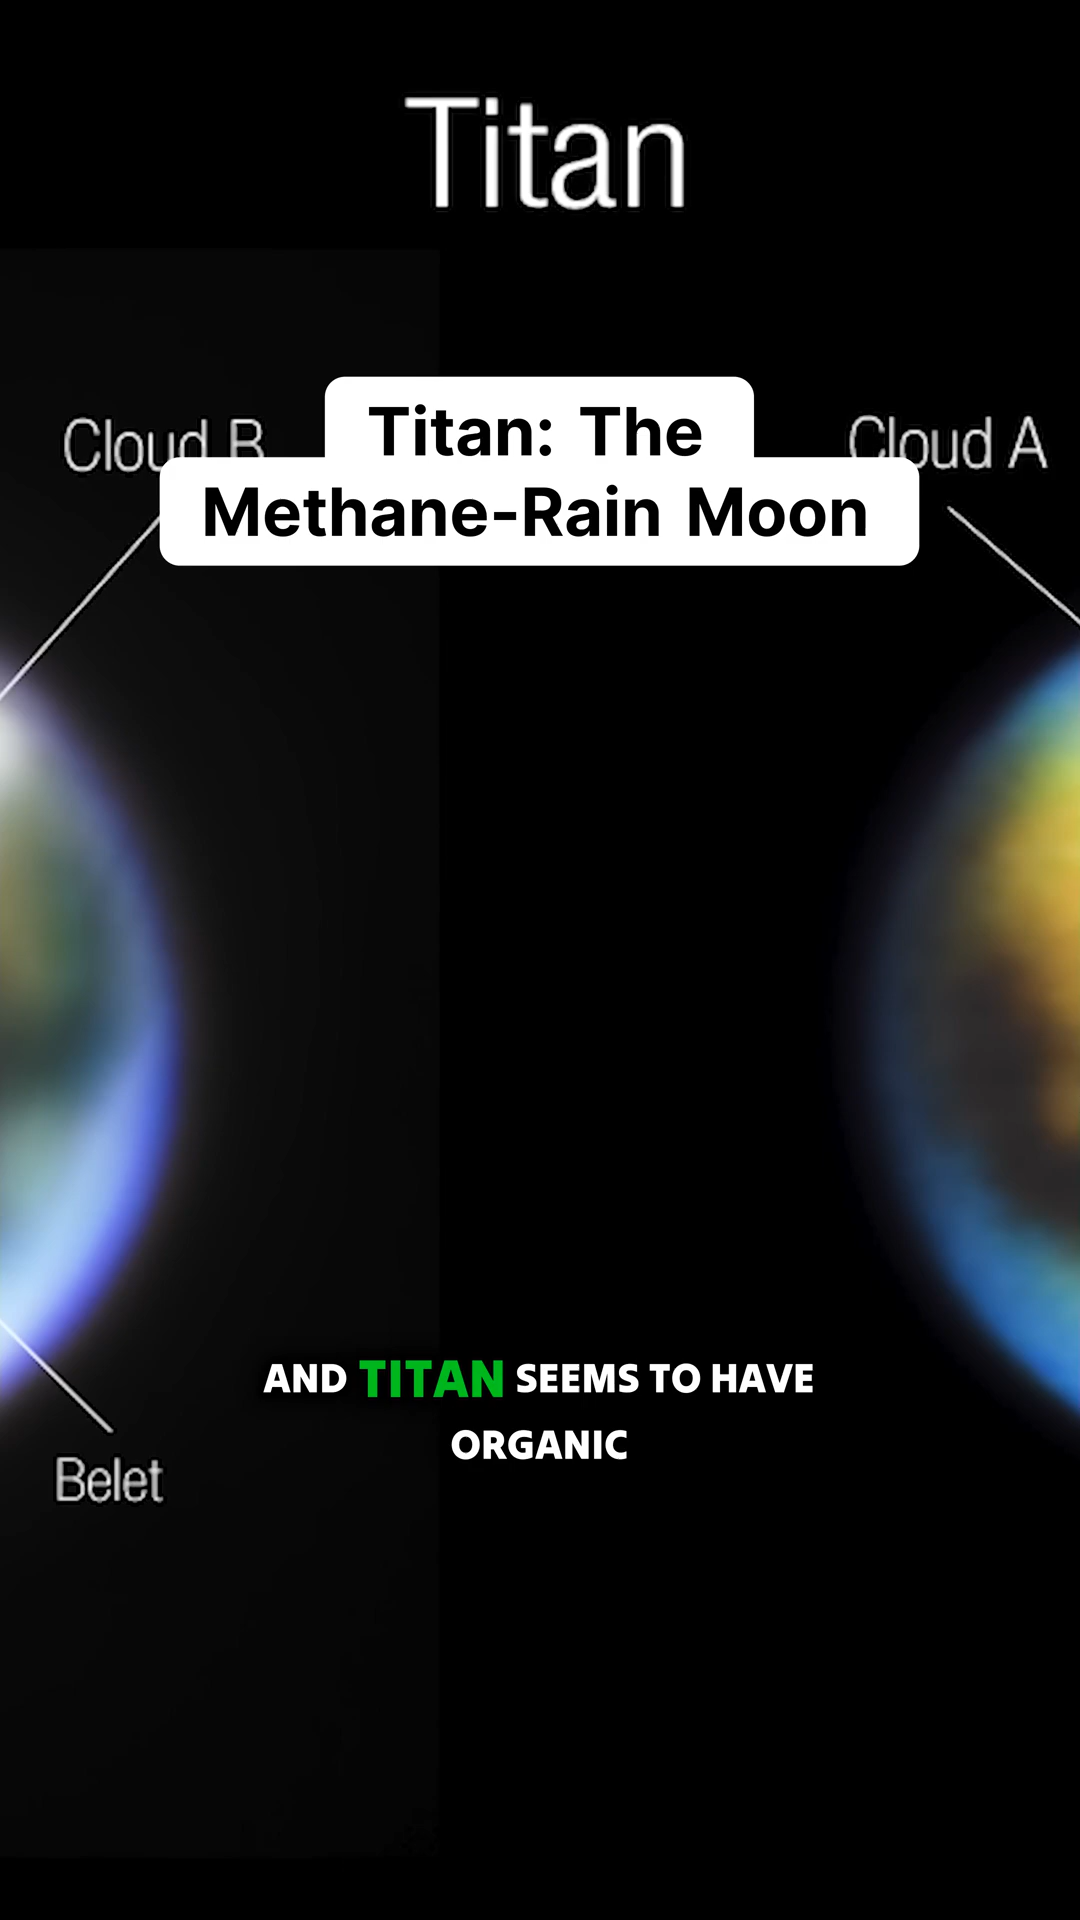 Titan
Cloud B
Titan: The
Methane-Rain Moon
Cloud A
AND TITAN SEEMS TO HAVE
ORGANIC
Belet